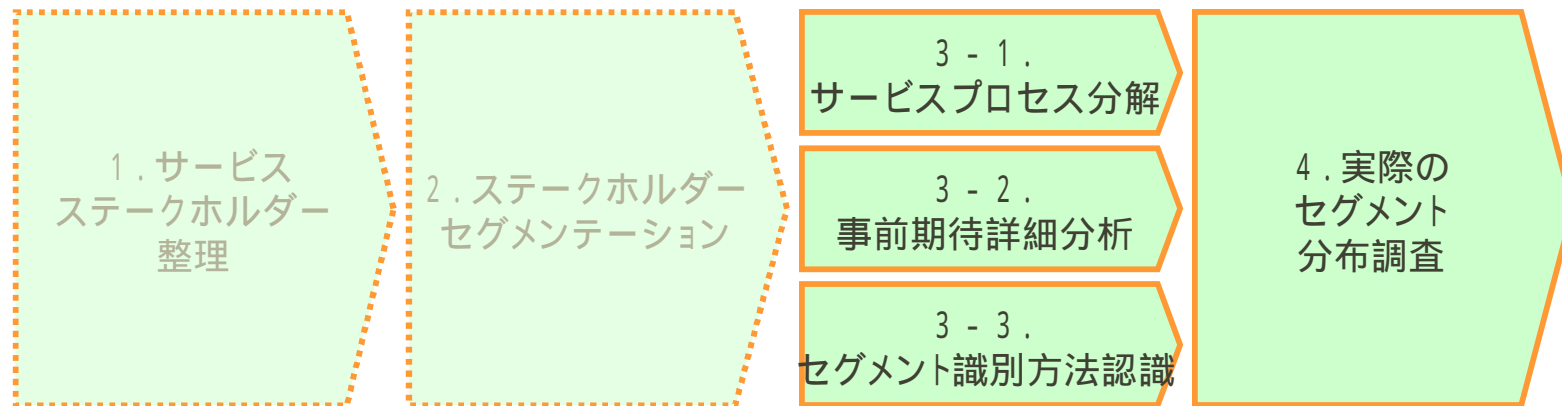 1．サービス
ステークホルダー
整理
2．ステークホルダー
セグメンテーション
3－1．
サービスプロセス分解
3－2．
事前期待詳細分析
3－3．
セグメント識別方法認識
4．実際の
セグメント
分布調査